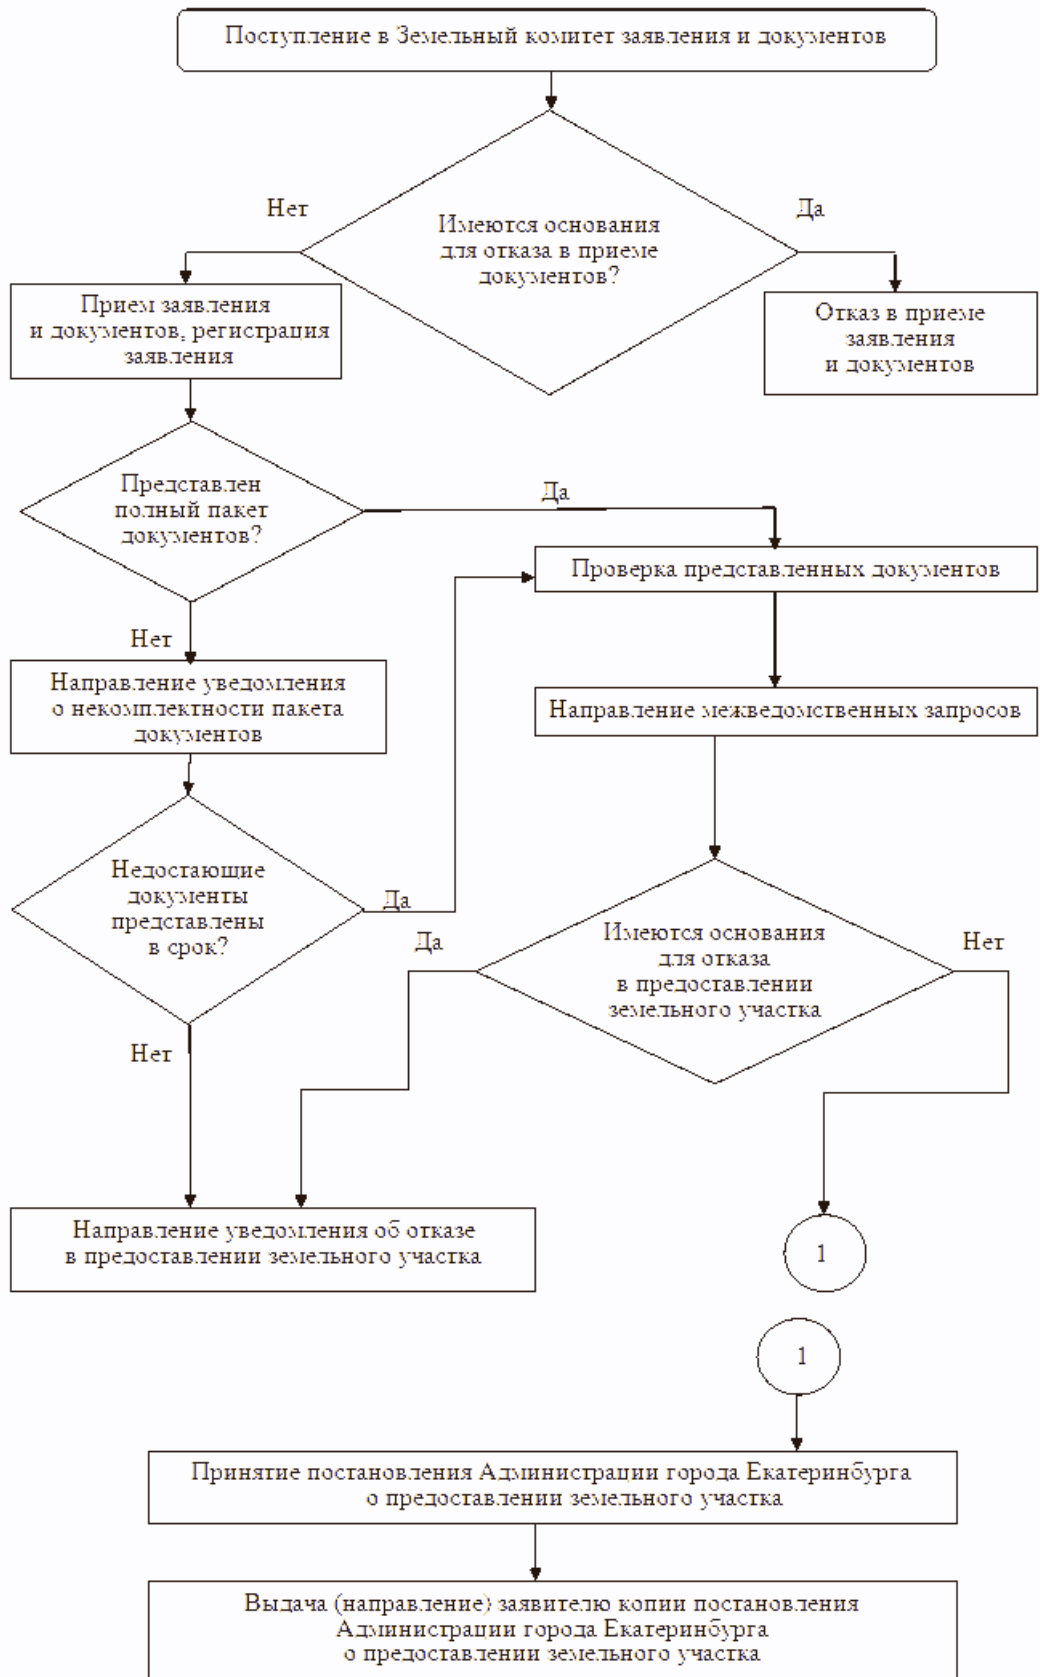 Поступление в Земельный комитет заявления и документов
Нет
Да
Имеются основания
для отказа в приеме
документов?
Прием заявления
и документов, регистрация
заявления
Отказ в приеме
заявления
и документов
Представлен
полный пакет
документов?
Да
Проверка представленных документов
Нет
Направление уведомления
о некомплектности пакета
документов
Направление межведомственных запросов
Недостающие
документы
представлены
в срок?
Да
Да
Имеются основания
для отказа
в предоставлении
земельного участка
Нет
Нет
Направление уведомления об отказе
в предоставлении земельного участка
1
1
Принятие постановления Администрации города Екатеринбурга
о предоставлении земельного участка
Выдача (направление) заявителю копии постановления
Администрации города Екатеринбурга
о предоставлении земельного участка